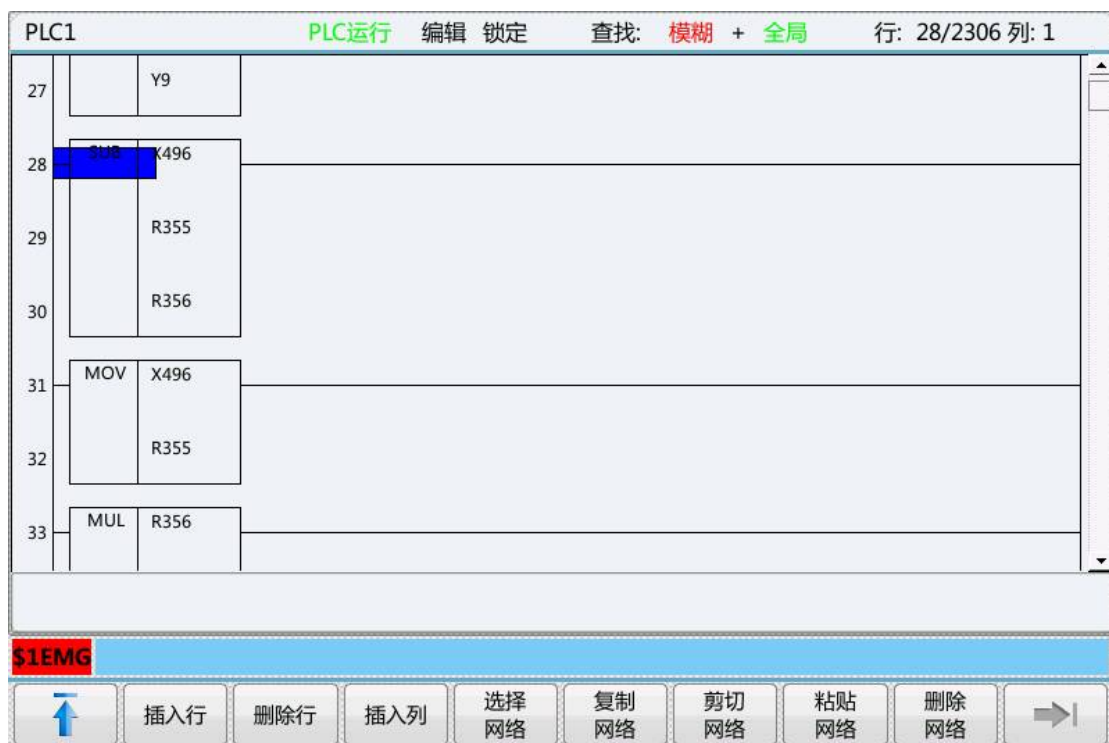 PLC1 PLC运行 编辑 锁定 查找: 模糊 + 全局 行: 28/2306 列: 1
27 Y9
28 SUB X496
29 R355
30 R356
31 MOV X496
32 R355
33 MUL R356
$1EMG
插入行 删除行 插入列 选择网络 复制网络 剪切网络 粘贴网络 删除网络